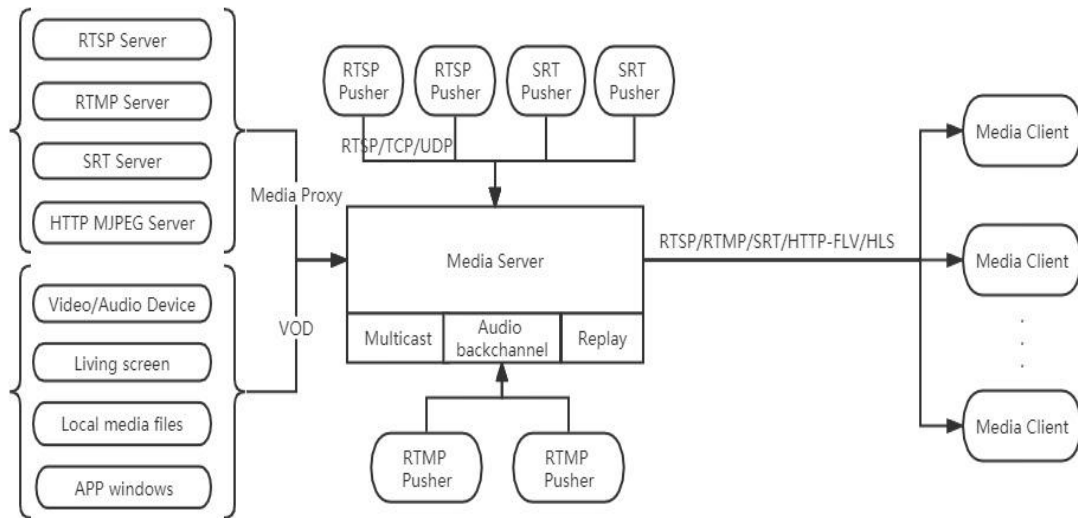 RTSP Server
RTMP Server
SRT Server
HTTP MJPEG Server
Media Proxy
Video/Audio Device
Living screen
Local media files
APP windows
VOD
RTSP
Pusher
RTSP
Pusher
SRT
Pusher
SRT
Pusher
RTSP/TCP/UDP
Media Server
Multicast
Audio
backchannel
Replay
RTMP
Pusher
RTMP
Pusher
RTSP/RTMP/SRT/HTTP-FLV/HLS
Media Client
Media Client
.
.
.
Media Client